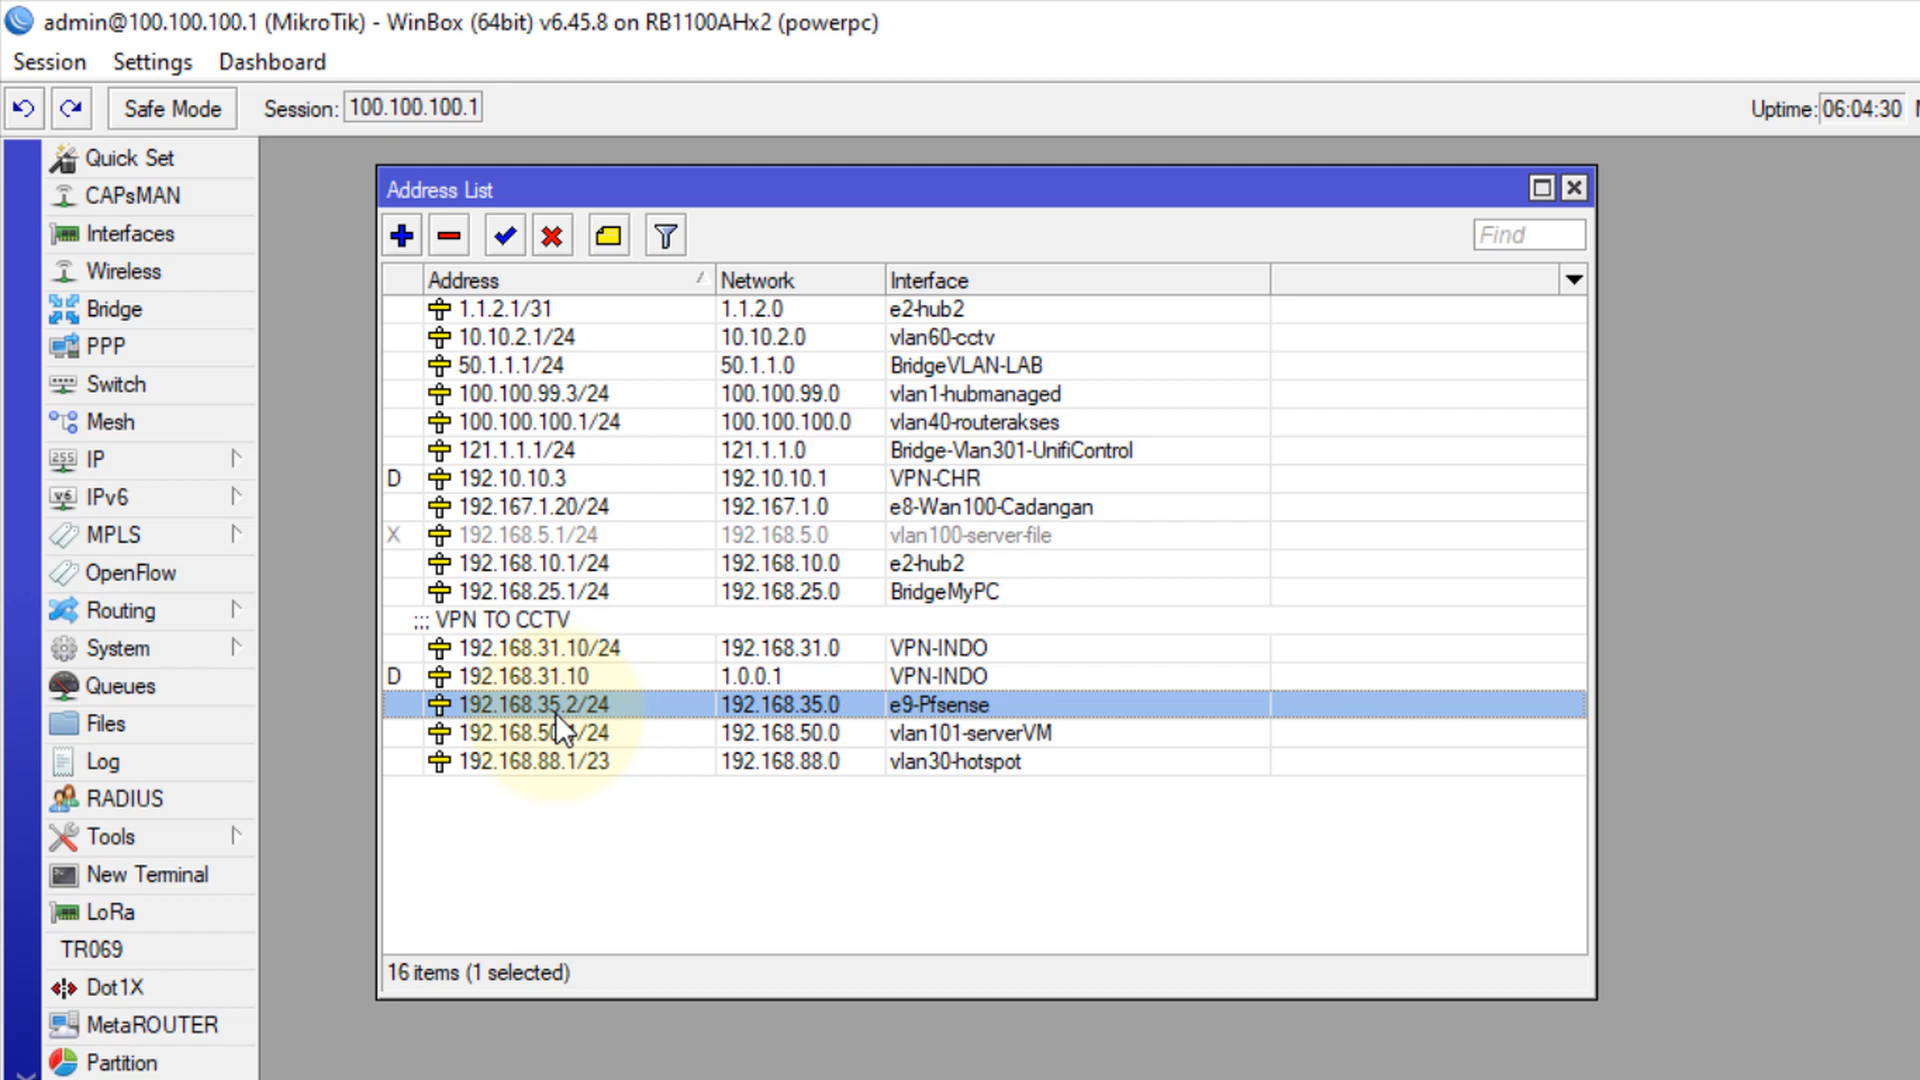 admin@100.100.100.1 (MikroTik) - WinBox (64bit) v6.45.8 on RB1100AHx2 (powerpc)
Session Settings Dashboard
Safe Mode Session: 100.100.100.1 Uptime: 06:04:30
Quick Set
CAPsMAN
Interfaces
Wireless
Bridge
PPP
Switch
Mesh
IP
IPv6
MPLS
OpenFlow
Routing
System
Queues
Files
Log
RADIUS
Tools
New Terminal
LoRa
TR069
Dot1X
MetaROUTER
Partition
Address List
Find
Address Network Interface
1.1.2.1/31 1.1.2.0 e2-hub2
10.10.2.1/24 10.10.2.0 vlan60-cctv
50.1.1.1/24 50.1.1.0 BridgeVLAN-LAB
100.100.99.3/24 100.100.99.0 vlan1-hubmanaged
100.100.100.1/24 100.100.100.0 vlan40-routerakses
121.1.1.1/24 121.1.1.0 Bridge-Vlan301-UnifiControl
D 192.10.10.3 192.10.10.1 VPN-CHR
192.167.1.20/24 192.167.1.0 e8-Wan100-Cadangan
X 192.168.5.1/24 192.168.5.0 vlan100-server-file
192.168.10.1/24 192.168.10.0 e2-hub2
192.168.25.1/24 192.168.25.0 BridgeMyPC
;;; VPN TO CCTV
192.168.31.10/24 192.168.31.0 VPN-INDO
D 192.168.31.10 1.0.0.1 VPN-INDO
192.168.35.2/24 192.168.35.0 e9-Pfsense
192.168.50.0 vlan101-serverVM
192.168.88.1/23 192.168.88.0 vlan30-hotspot
16 items (1 selected)